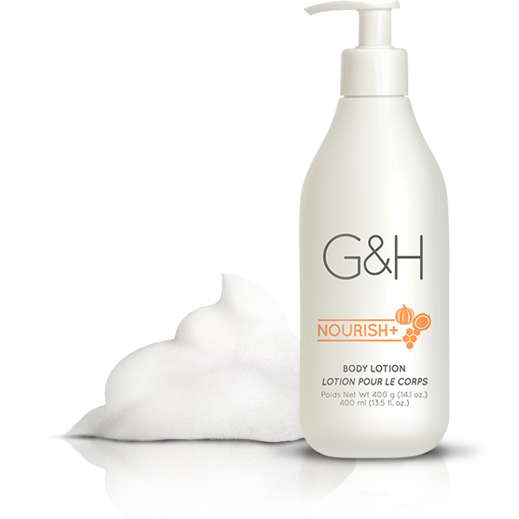 G&H
NOURISH+
BODY LOTION
LOTION POUR LE CORPS
Poids Net Wt 400 g (14.1 oz.)
400 ml (13.5 fl. oz.)